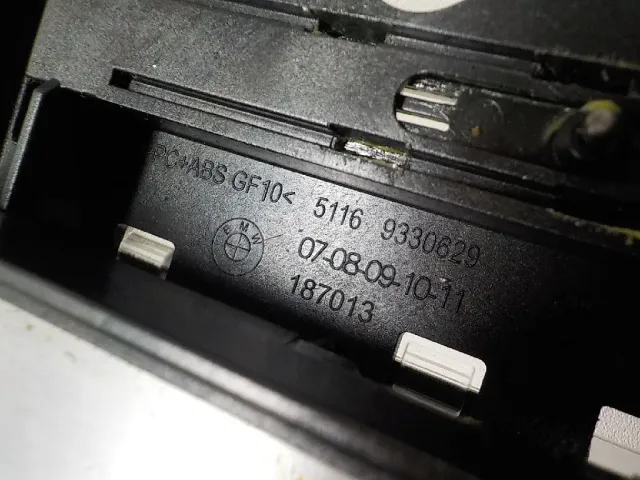 PC+ABS GF10< 5116 9330629
BMW
07-08-09-10-11
187013